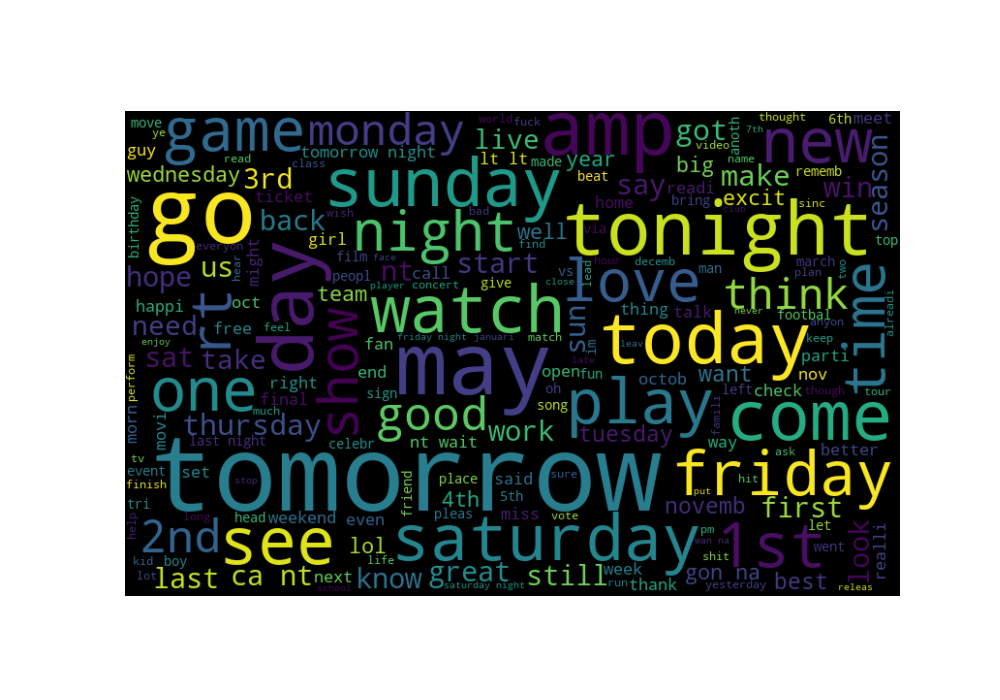 move
ye
guy
game
monday
tomorrow night
lt lt
live
made
year
world
fuck
amp
beat
got
big
video
anoth
7th
name
thought
new
6th
meet
rememb
season
read
class
wednesday
3rd
ticket
sunday
say
readi
home
make
bring
excit
win
sinc
birthday
go
back
wish
bad
girl
night
well
find
via
tonight
club
top
everyon
hear
might
us
hope
film
face
peopl
nt
call
start
vs
lead
decemb
hour
man
march
plan
two
alreadi
day
rt
oct
happi
team
player
concert
give
close
sun
love
thing
talk
think
never
footbal
anyon
time
need
free
feel
show
watch
friday night januari
match
im
leav
today
keep
enjoy
sat
take
fan
late
parti
perform
one
right
end
sign
may
open
fun
oh
octob
want
nov
left
check
though
tour
morn
movi
much
final
thursday
good
song
play
famili
come
last night
celebr
nt wait
work
tuesday
way
ask
better
tv
event
finish
set
tomorrow
place
said
sure
hit
put
friday
tri
stop
friend
4th
5th
pleas
miss
vote
novemb
first
help
long
2nd
head
weekend
even
see
lol
life
saturday
pm
wan na
shit
1st
let
went
look
realli
kid
boy
lot
last
ca nt
next
school
know
great
saturday night
still
week
run
thank
gon na
yesterday
best
releas